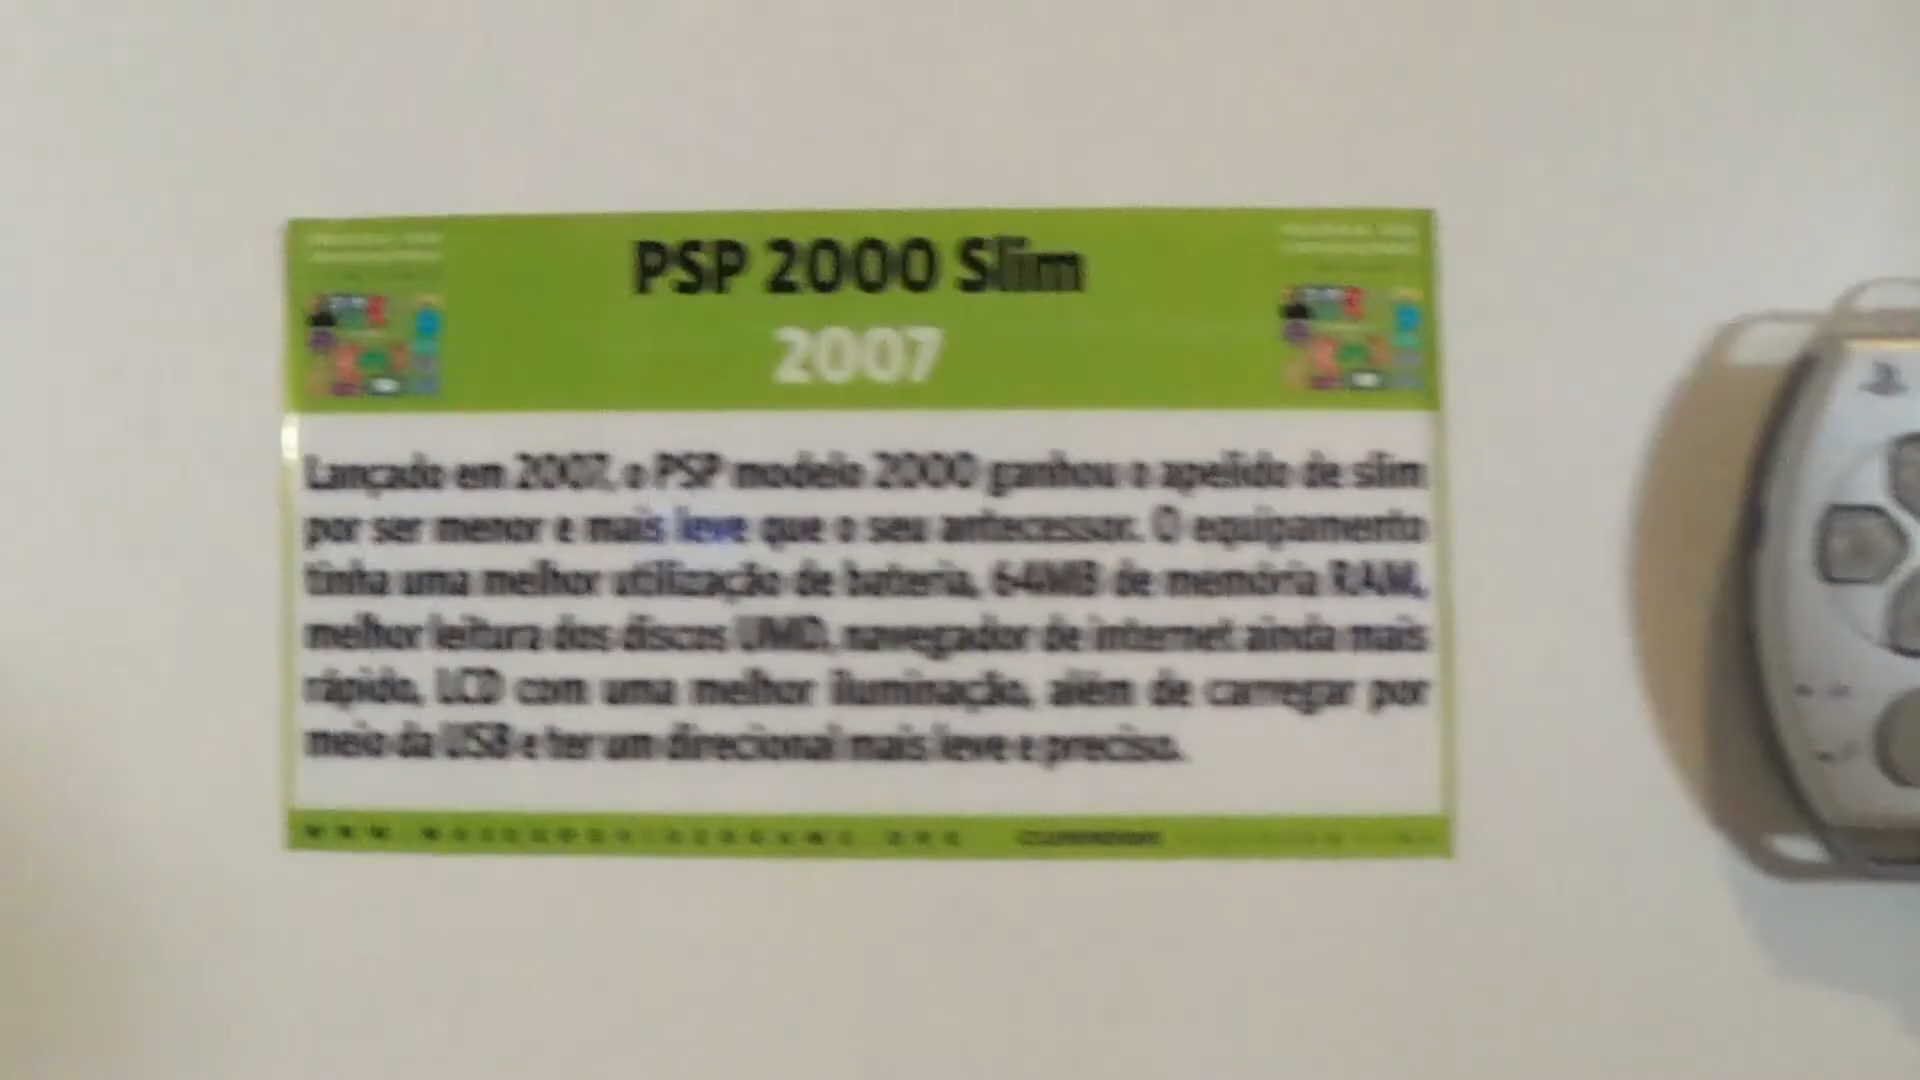 PSP 2000 Slim
2007
Lançado em 2007, o PSP modelo 2000 ganhou o apelido de slim
por ser menor e mais leve que o seu antecessor. O equipamento
tinha uma melhor utilização de bateria, 64MB de memória RAM,
melhor leitura dos discos UMD, navegador de internet ainda mais
rápido, LCD com uma melhor iluminação, além de carregar por
meio da USB e ter um direcional mais leve e preciso.